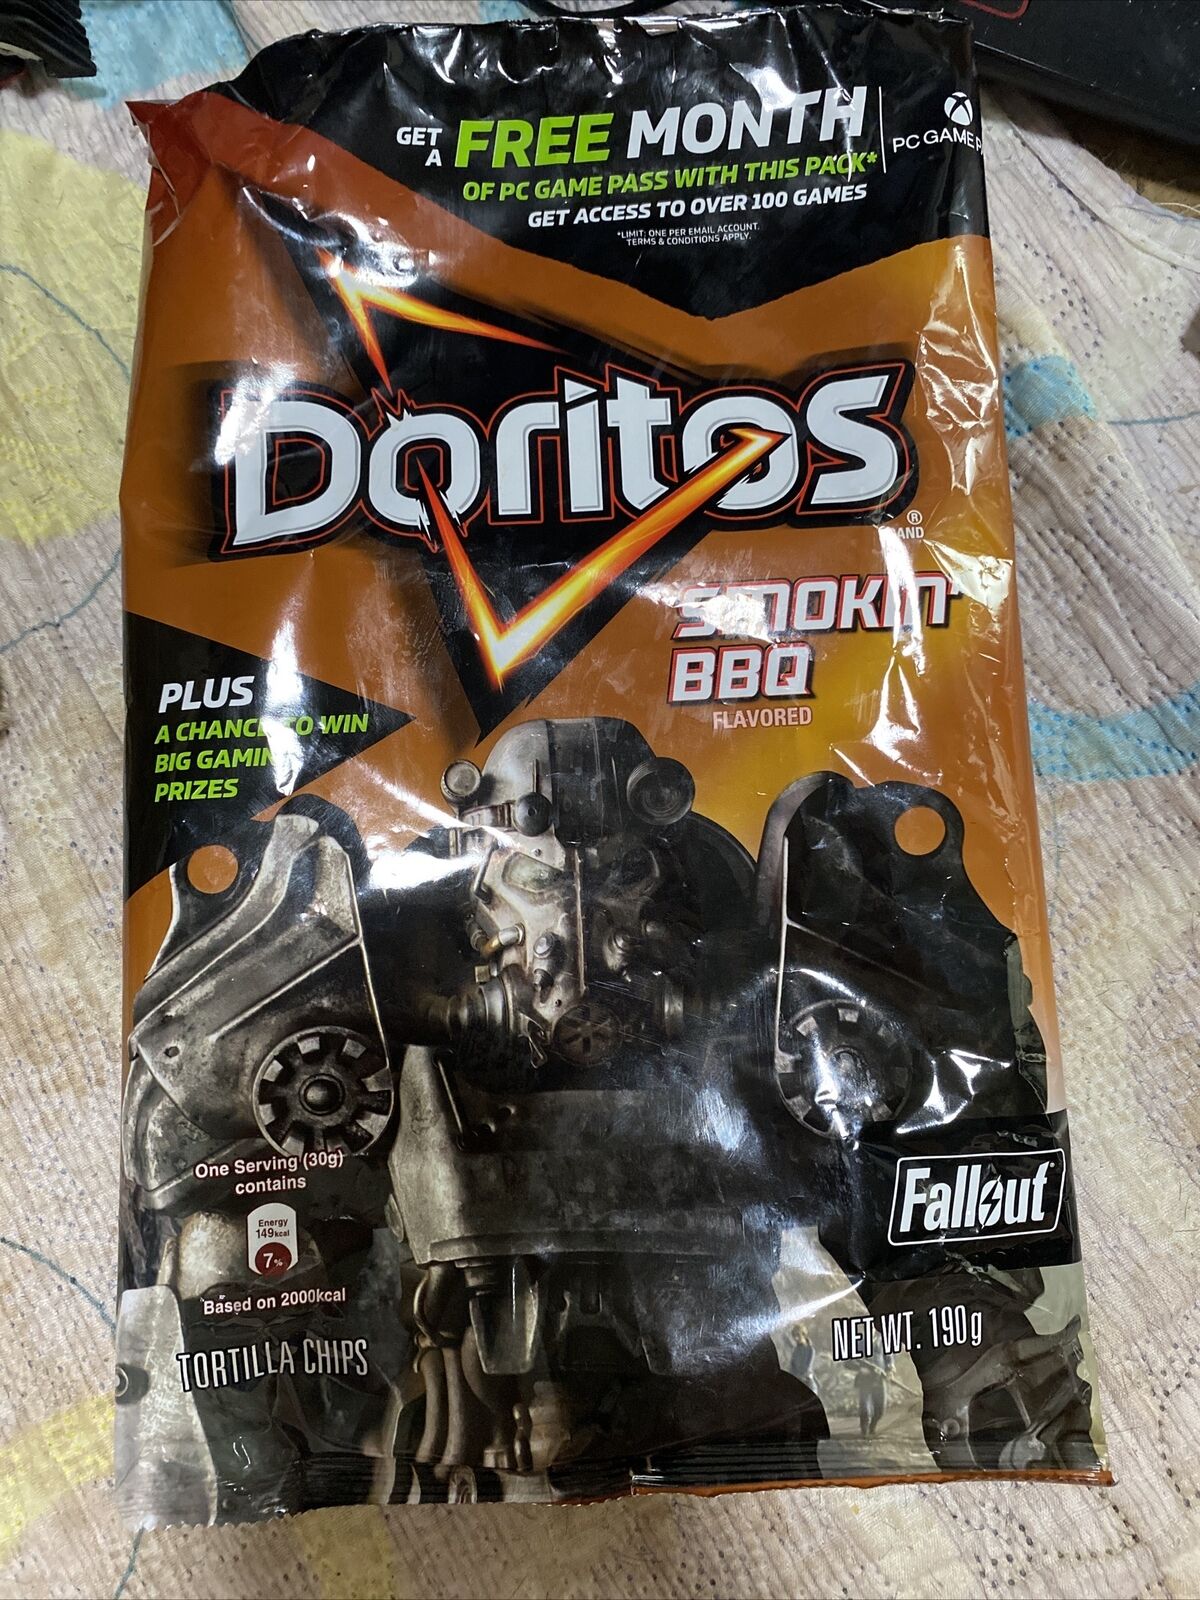 GET A FREE MONTH
OF PC GAME PASS WITH THIS PACK*
GET ACCESS TO OVER 100 GAMES
*LIMIT: ONE PER EMAIL ACCOUNT.
TERMS & CONDITIONS APPLY.
PC GAME P
Doritos
®
SMOKIN'
BBQ
FLAVORED
PLUS
A CHANCE TO WIN
BIG GAMING
PRIZES
One Serving (30g)
contains
Energy
149kcal
7%
Based on 2000kcal
Fallout
TORTILLA CHIPS
NET WT. 190g